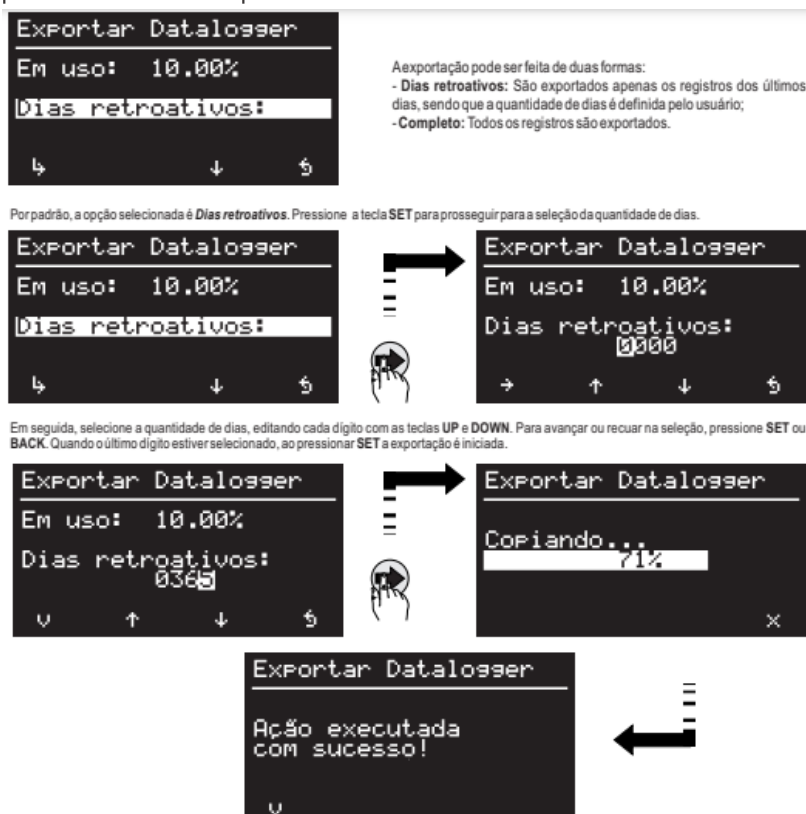 Exportar Datalogger
Em uso: 10.00%
Dias retroativos:
A exportação pode ser feita de duas formas:
- Dias retroativos: São exportados apenas os registros dos últimos
dias, sendo que a quantidade de dias é definida pelo usuário;
- Completo: Todos os registros são exportados.
Por padrão, a opção selecionada é Dias retroativos. Pressione a tecla SET para prosseguir para a seleção da quantidade de dias.
Exportar Datalogger
Em uso: 10.00%
Dias retroativos:
Exportar Datalogger
Em uso: 10.00%
Dias retroativos:
0000
Em seguida, selecione a quantidade de dias, editando cada dígito com as teclas UP e DOWN. Para avançar ou recuar na seleção, pressione SET ou
BACK. Quando o último dígito estiver selecionado, ao pressionar SET a exportação é iniciada.
Exportar Datalogger
Em uso: 10.00%
Dias retroativos:
0365
Exportar Datalogger
Copiando...
71%
Exportar Datalogger
Ação executada
com sucesso!